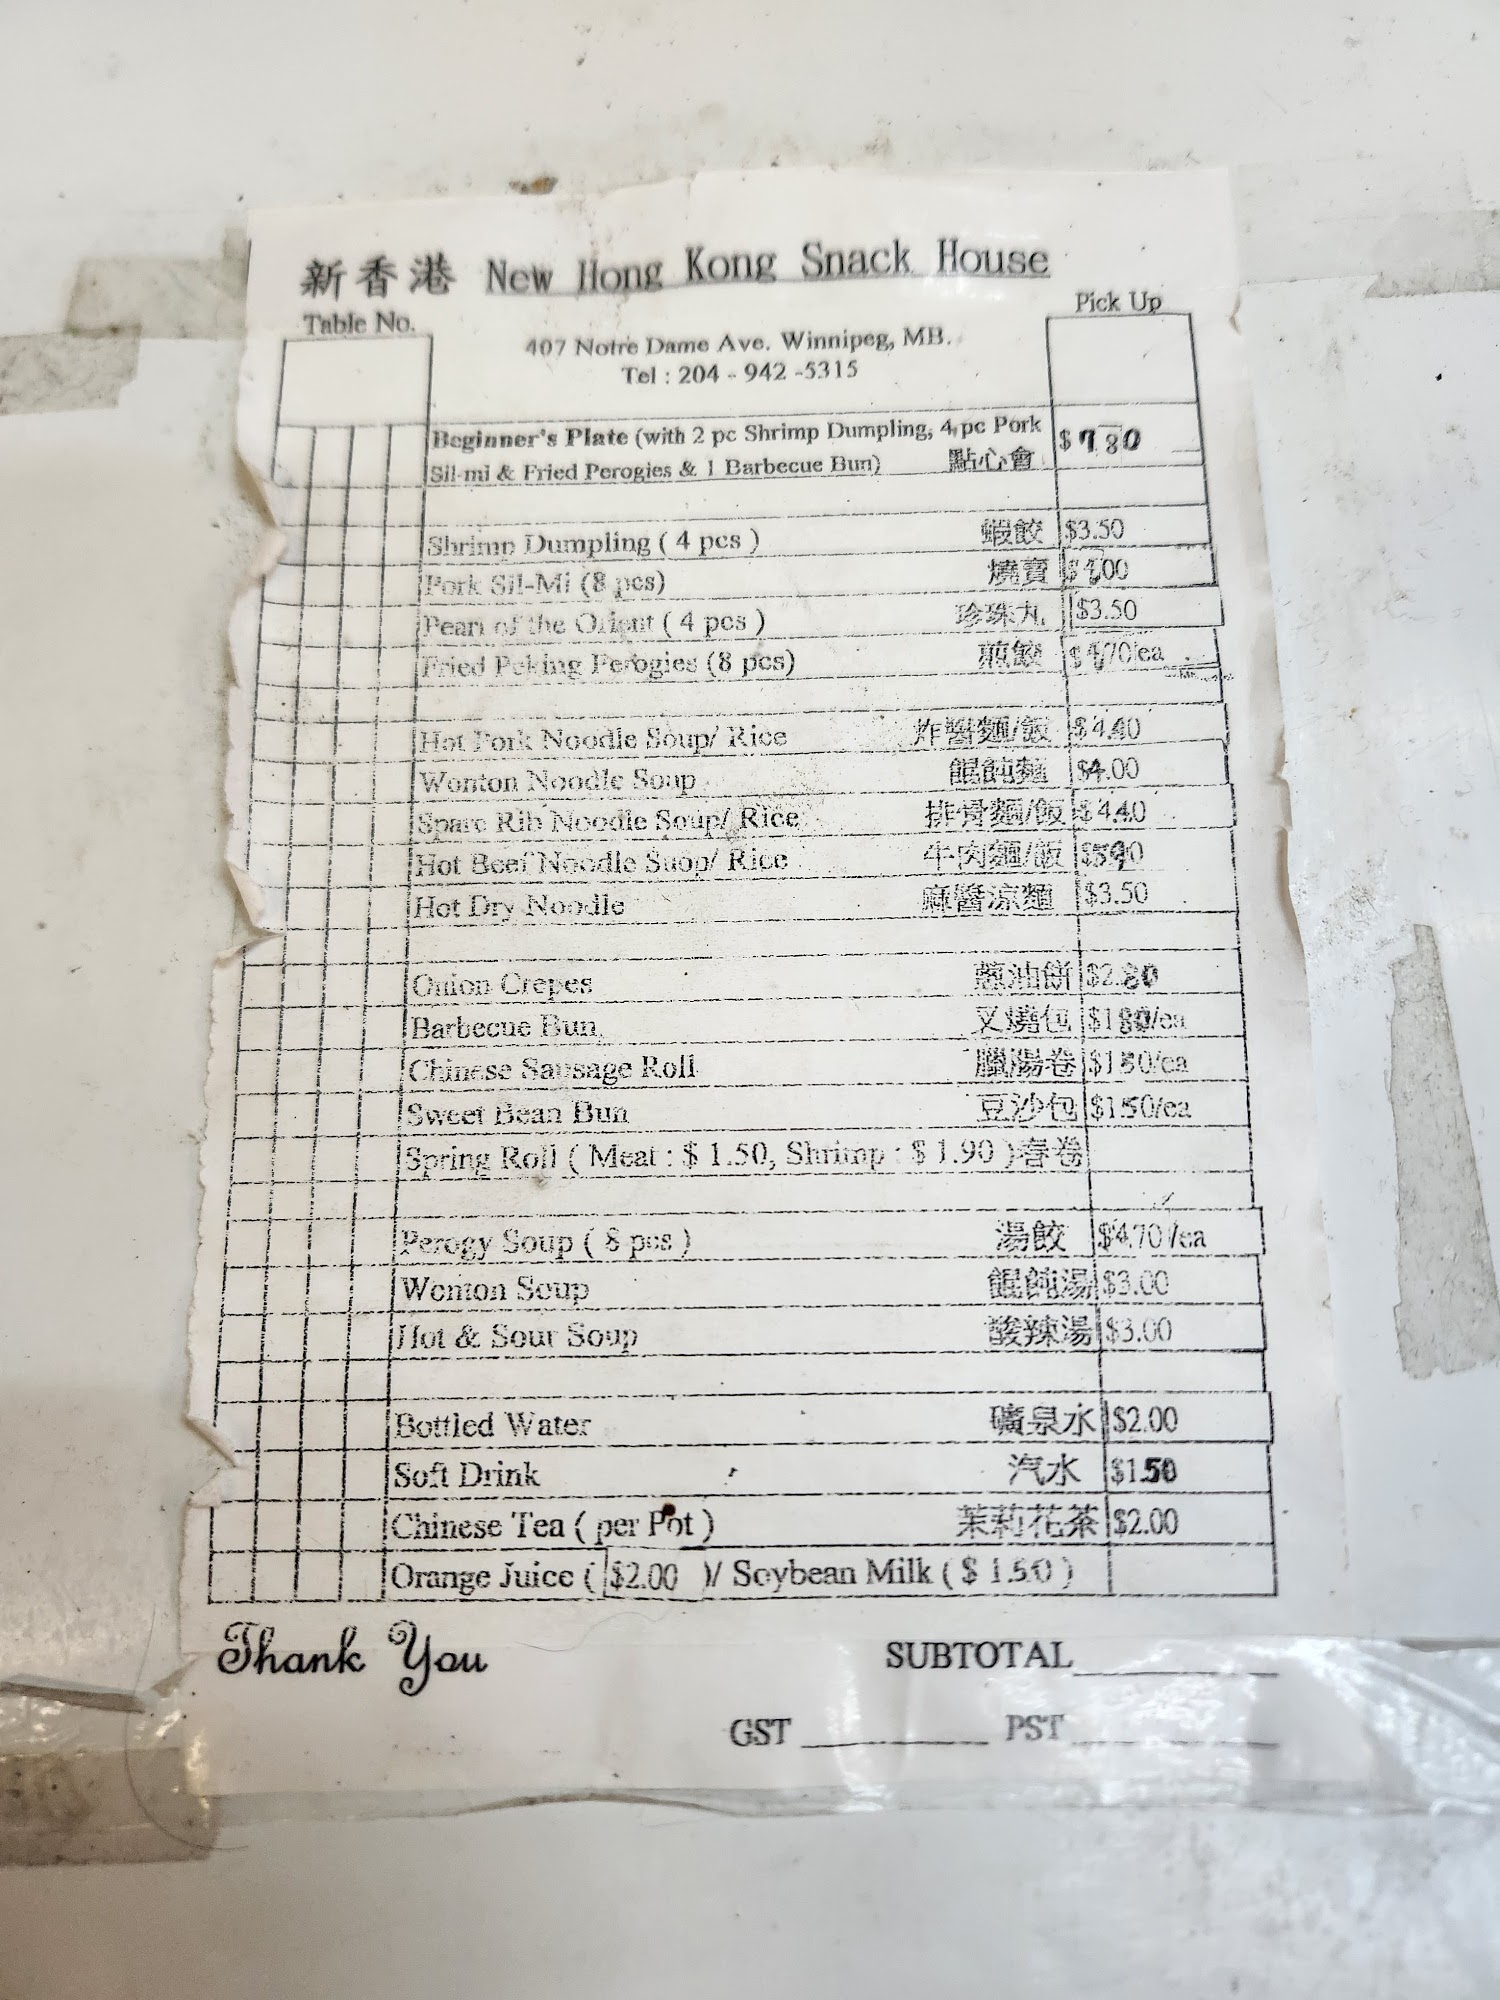 新香港 New Hong Kong Snack House
Table No.
Pick Up
407 Notre Dame Ave. Winnipeg, MB.
Tel : 204 - 942 -5315
Beginner's Plate (with 2 pc Shrimp Dumpling, 4 pc Pork
Sil-mi & Fried Perogies & 1 Barbecue Bun) 點心會 $
Shrimp Dumpling ( 4 pcs ) 蝦餃 $3.50
Pork Sil-Mi (8 pcs) 燒賣
Pearl of the Orient ( 4 pcs ) 珍珠丸 $3.50
Fried Peking Perogies (8 pcs) 煎餃
Hot Pork Noodle Soup/ Rice 炸醬麵/飯 $4.40
Wonton Noodle Soup 餛飩麵 $4.00
Spare Rib Noodle Soup/ Rice 排骨麵/飯 $4.40
Hot Beef Noodle Suop/ Rice 牛肉麵/飯
Hot Dry Noodle 麻醬涼麵 $3.50
Onion Crepes 蔥油餅 $2.80
Barbecue Bun 叉燒包 $1.80/ea
Chinese Sausage Roll
Sweet Bean Bun 豆沙包 $1.50/ea
Spring Roll ( Meat : $ 1.50, Shrimp : $ 1.90 ) 春卷
Perogy Soup ( 8 pcs ) 湯餃 $4.70/ea
Wonton Soup 餛飩湯 $3.00
Hot & Sour Soup 酸辣湯 $3.00
Bottled Water 礦泉水 $2.00
Soft Drink 汽水 $1.50
Chinese Tea ( per Pot ) 茉莉花茶 $2.00
Orange Juice ( $2.00 )/ Soybean Milk ( $ 1.50 )
Thank You
SUBTOTAL
GST
PST